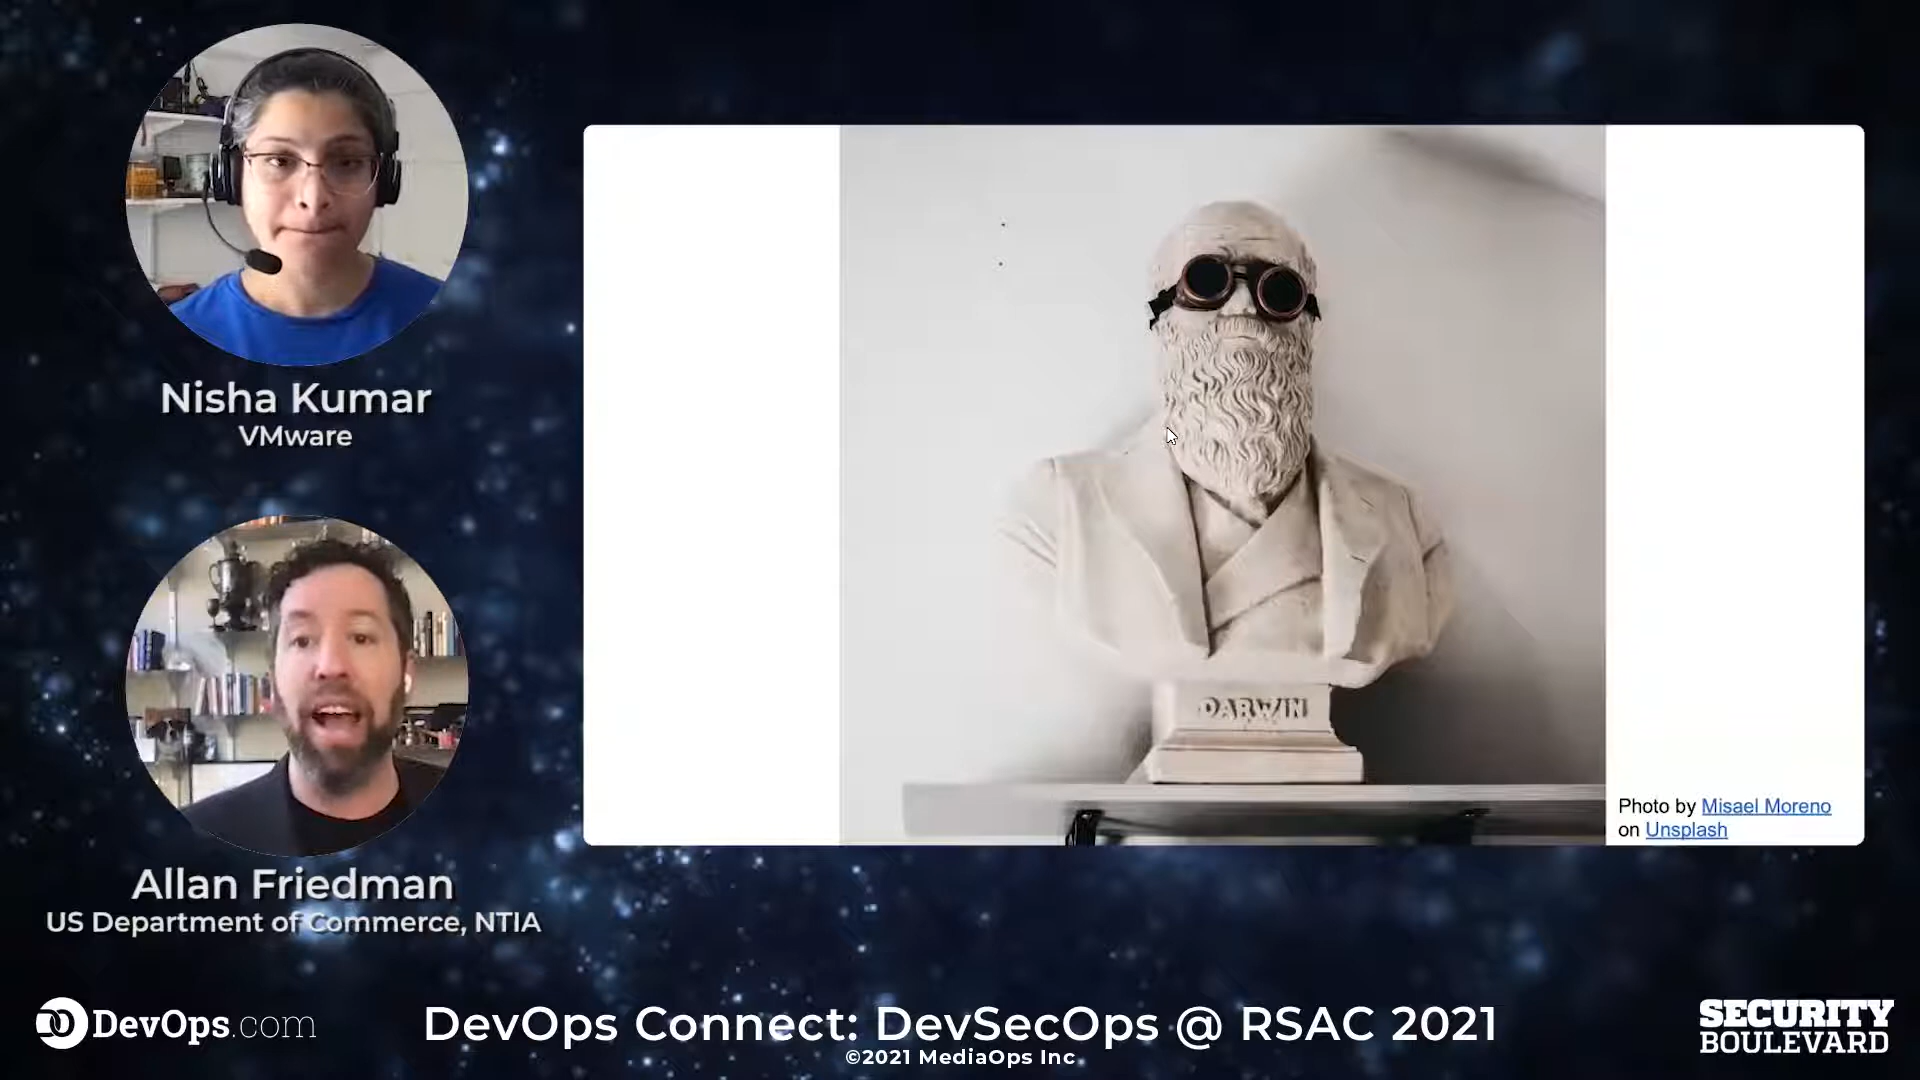 Nisha Kumar
VMware
Allan Friedman
US Department of Commerce, NTIA
DARWIN
Photo by Misael Moreno
on Unsplash
DevOps.com
DevOps Connect: DevSecOps @ RSAC 2021
©2021 MediaOps Inc
SECURITY
BOULEVARD